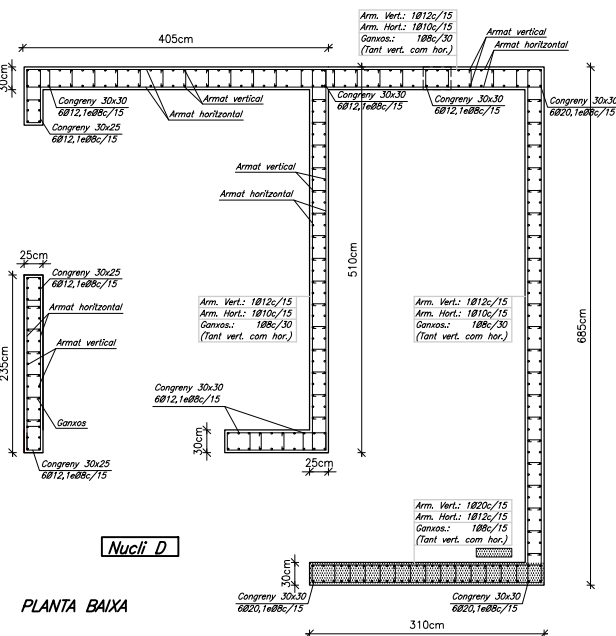 Arm. Vert.: 1Ø12c/15
Arm. Hort.: 1Ø10c/15
Ganxos.: 1Ø8c/30
(Tant vert. com hor.)
405cm
Armat vertical
Armat horitzontal
30cm
Congreny 30x30
6Ø12,1eØ8c/15
Armat vertical
Armat horitzontal
Congreny 30x30
6Ø12,1eØ8c/15
Congreny 30x30
6Ø12,1eØ8c/15
Congreny 30x30
6Ø20,1eØ8c/15
Congreny 30x25
6Ø12,1eØ8c/15
Armat vertical
Armat horitzontal
25cm
Congreny 30x25
6Ø12,1eØ8c/15
510cm
Arm. Vert.: 1Ø12c/15
Arm. Hort.: 1Ø10c/15
Ganxos.: 1Ø8c/30
(Tant vert. com hor.)
Arm. Vert.: 1Ø12c/15
Arm. Hort.: 1Ø10c/15
Ganxos.: 1Ø8c/30
(Tant vert. com hor.)
685cm
Armat horitzontal
Armat vertical
235cm
Ganxos
Congreny 30x30
6Ø12,1eØ8c/15
30cm
25cm
Congreny 30x25
6Ø12,1eØ8c/15
Arm. Vert.: 1Ø20c/15
Arm. Hort.: 1Ø12c/15
Ganxos.: 1Ø8c/15
(Tant vert. com hor.)
Nucli D
30cm
PLANTA BAIXA
Congreny 30x30
6Ø20,1eØ8c/15
Congreny 30x30
6Ø20,1eØ8c/15
310cm